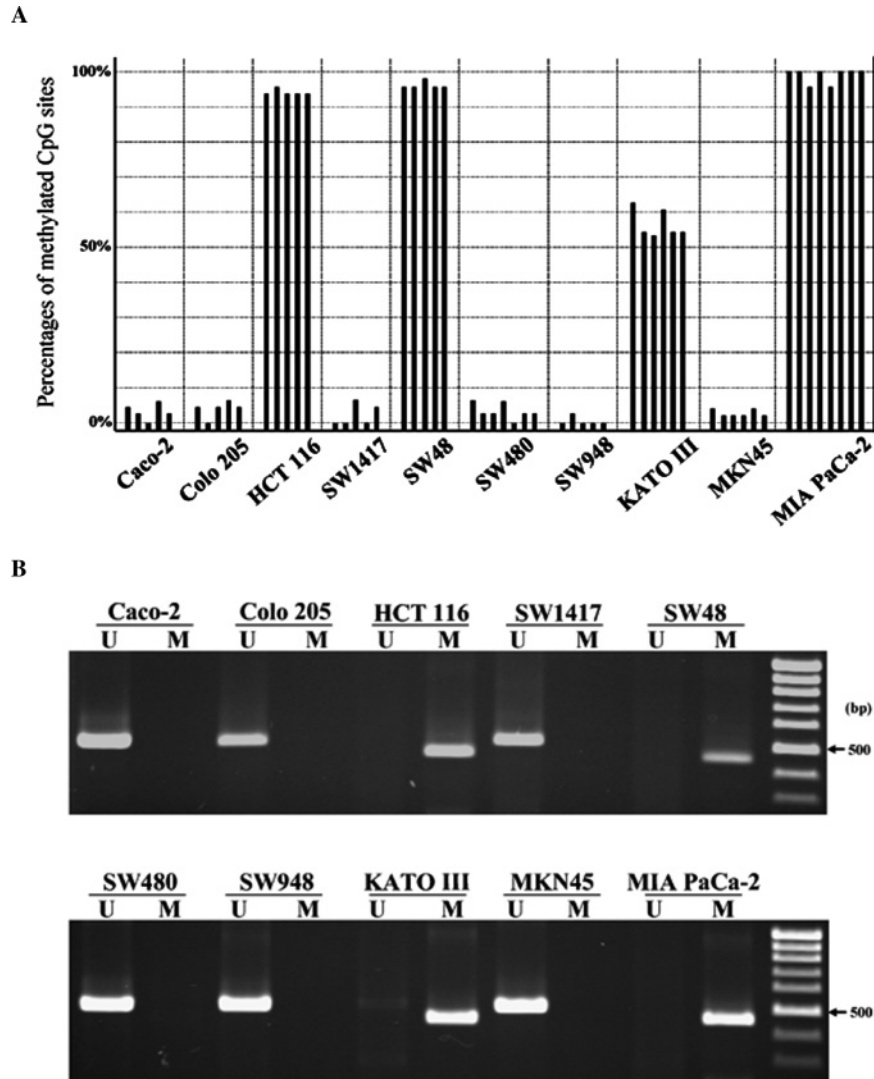 A
Percentages of methylated CpG sites
100%
50%
0%
Caco-2
Colo 205
HCT 116
SW1417
SW48
SW480
SW948
KATO III
MKN45
MIA PaCa-2
B
Caco-2 Colo 205 HCT 116 SW1417 SW48
U M U M U M U M U M
(bp)
500
SW480 SW948 KATO III MKN45 MIA PaCa-2
U M U M U M U M U M
500